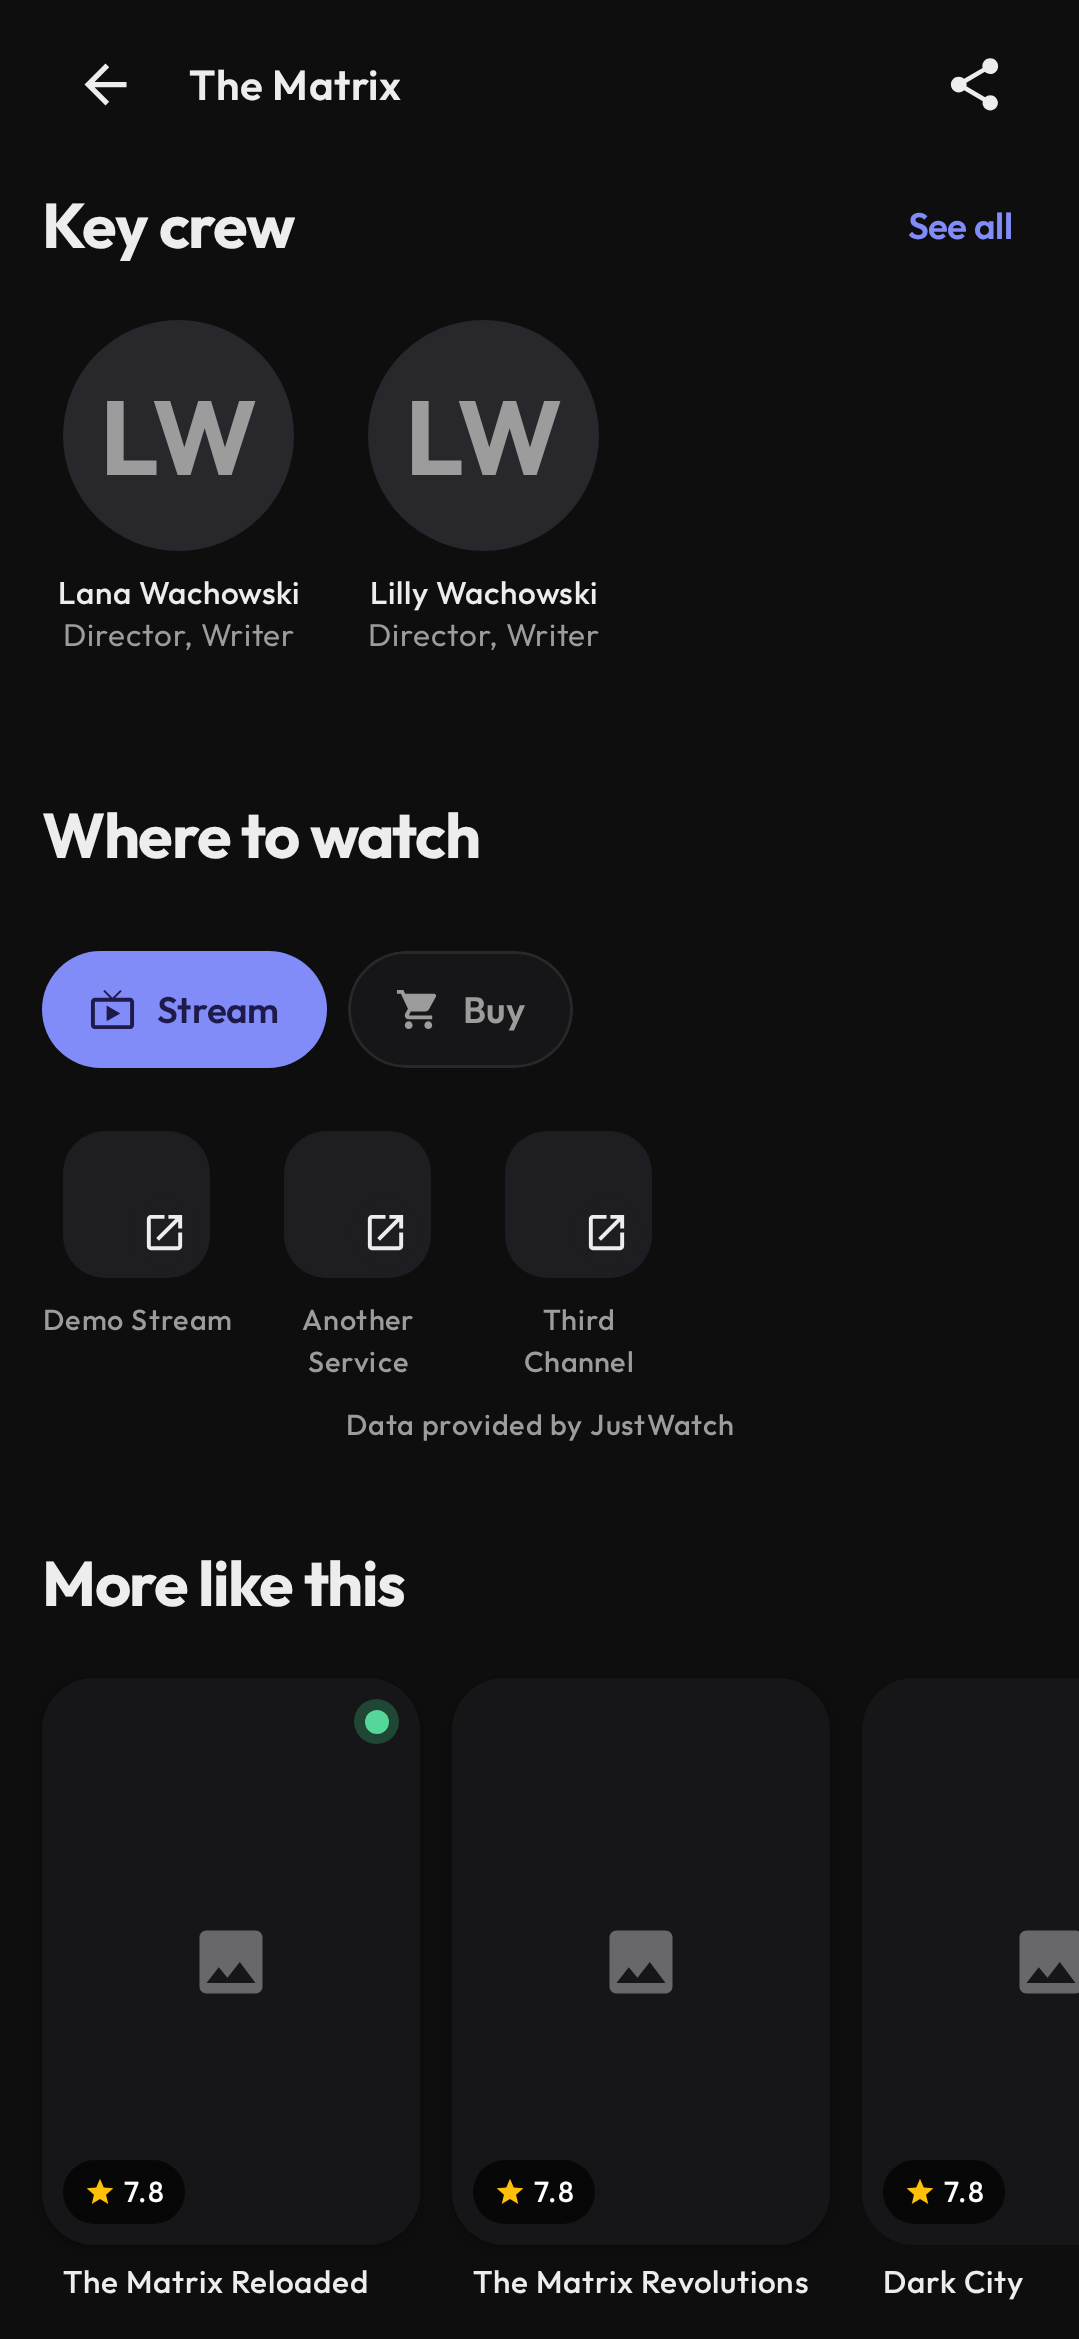 The Matrix
Key crew
See all
LW
LW
Lana Wachowski
Director, Writer
Lilly Wachowski
Director, Writer
Where to watch
Stream
Buy
Demo Stream
Another
Service
Third
Channel
Data provided by JustWatch
More like this
7.8
7.8
7.8
The Matrix Reloaded
The Matrix Revolutions
Dark City